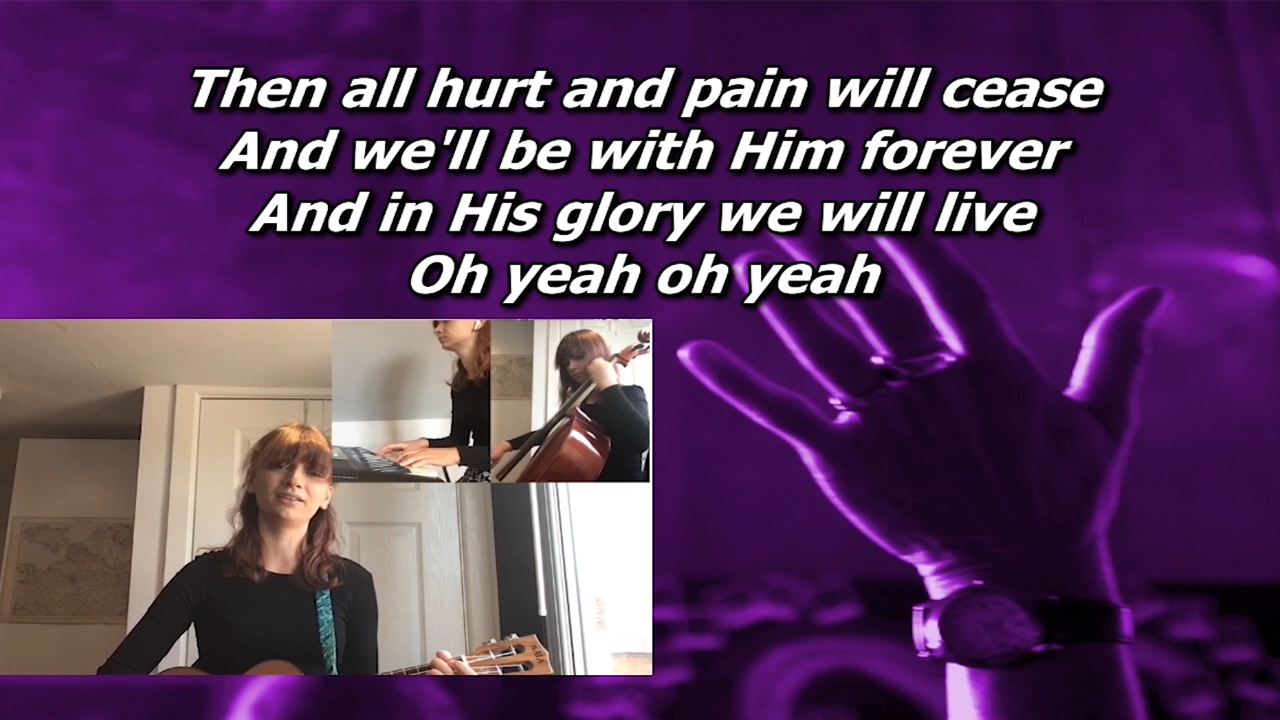 Then all hurt and pain will cease
And we'll be with Him forever
And in His glory we will live
Oh yeah oh yeah